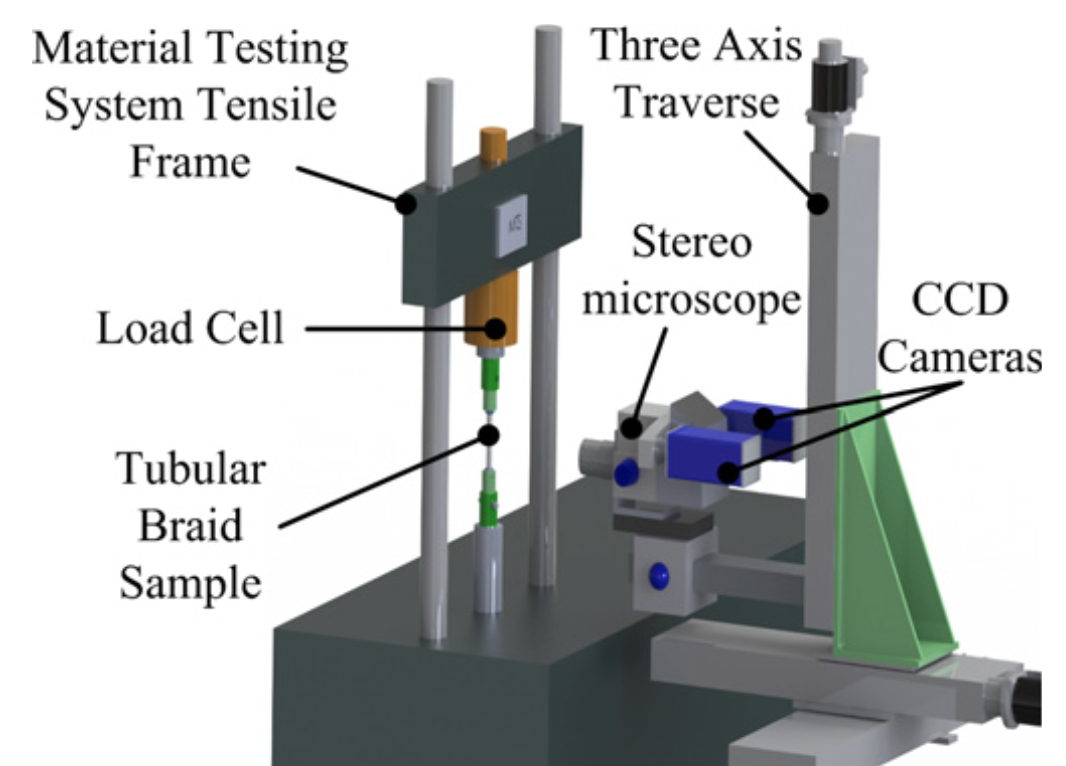 Material Testing
System Tensile
Frame
Three Axis
Traverse
MTS
Stereo
microscope
CCD
Cameras
Load Cell
Tubular
Braid
Sample